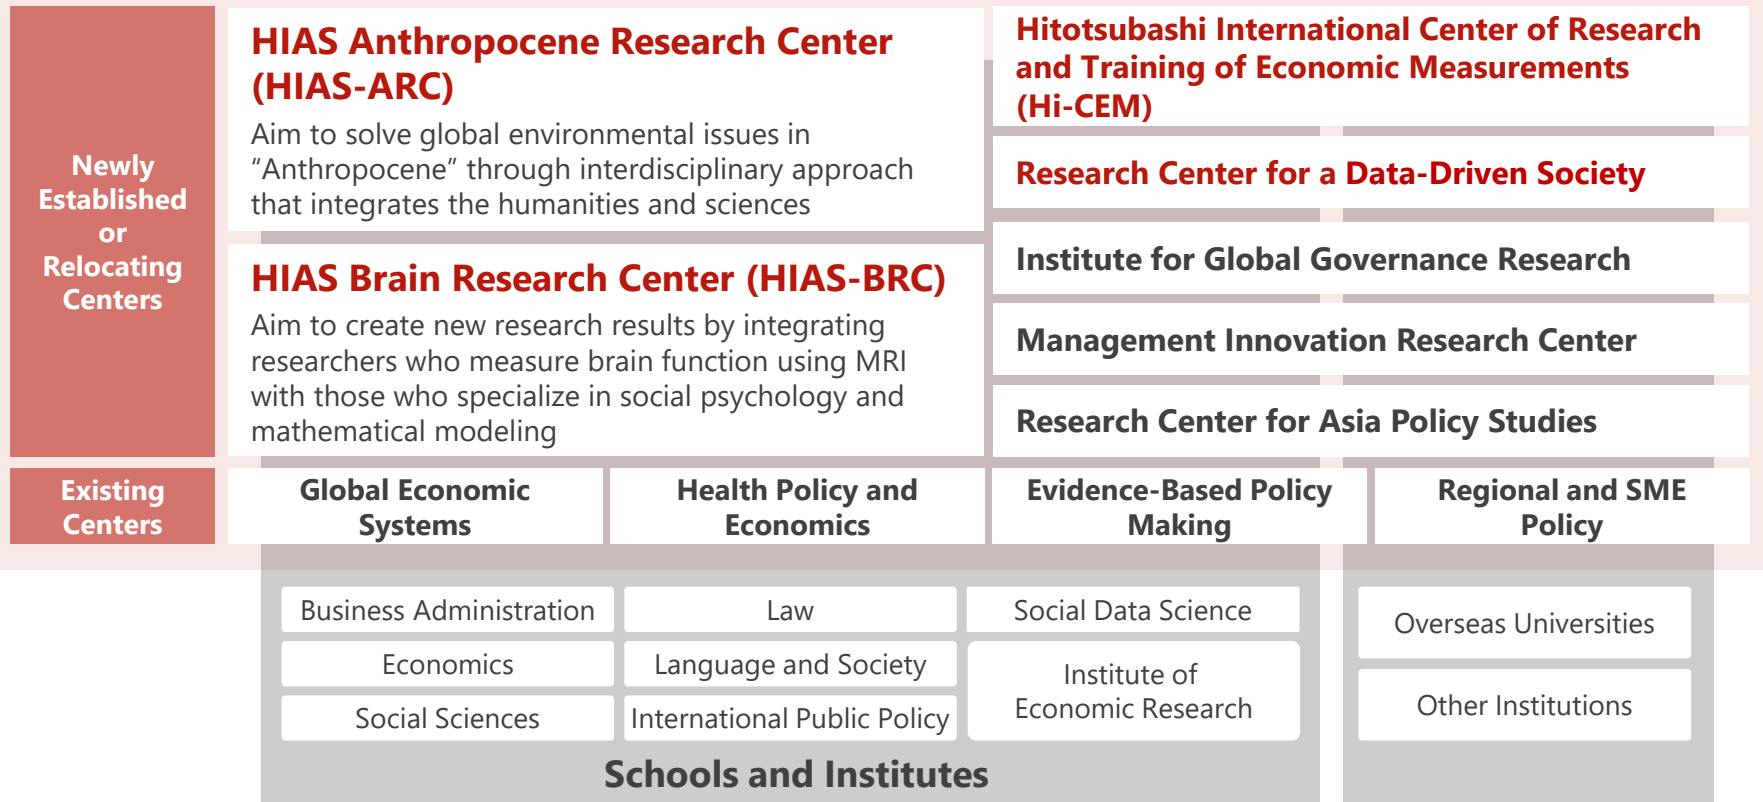 Newly
Established
or
Relocating
Centers
HIAS Anthropocene Research Center
(HIAS-ARC)
Aim to solve global environmental issues in
“Anthropocene” through interdisciplinary approach
that integrates the humanities and sciences
HIAS Brain Research Center (HIAS-BRC)
Aim to create new research results by integrating
researchers who measure brain function using MRI
with those who specialize in social psychology and
mathematical modeling
Hitotsubashi International Center of Research
and Training of Economic Measurements
(Hi-CEM)
Research Center for a Data-Driven Society
Institute for Global Governance Research
Management Innovation Research Center
Research Center for Asia Policy Studies
Existing
Centers
Global Economic
Systems
Health Policy and
Economics
Evidence-Based Policy
Making
Regional and SME
Policy
Business Administration
Law
Social Data Science
Economics
Language and Society
Institute of
Economic Research
Social Sciences
International Public Policy
Overseas Universities
Other Institutions
Schools and Institutes